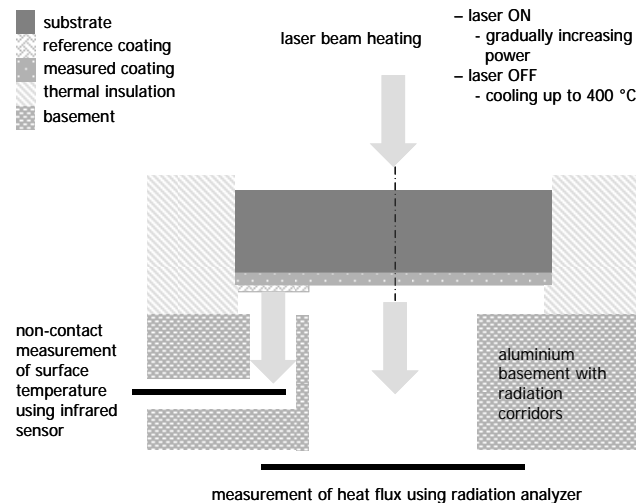 substrate
reference coating
measured coating
thermal insulation
basement
laser beam heating
– laser ON
- gradually increasing
power
– laser OFF
- cooling up to 400 °C
non-contact
measurement
of surface
temperature
using infrared
sensor
aluminium
basement with
radiation
corridors
measurement of heat flux using radiation analyzer